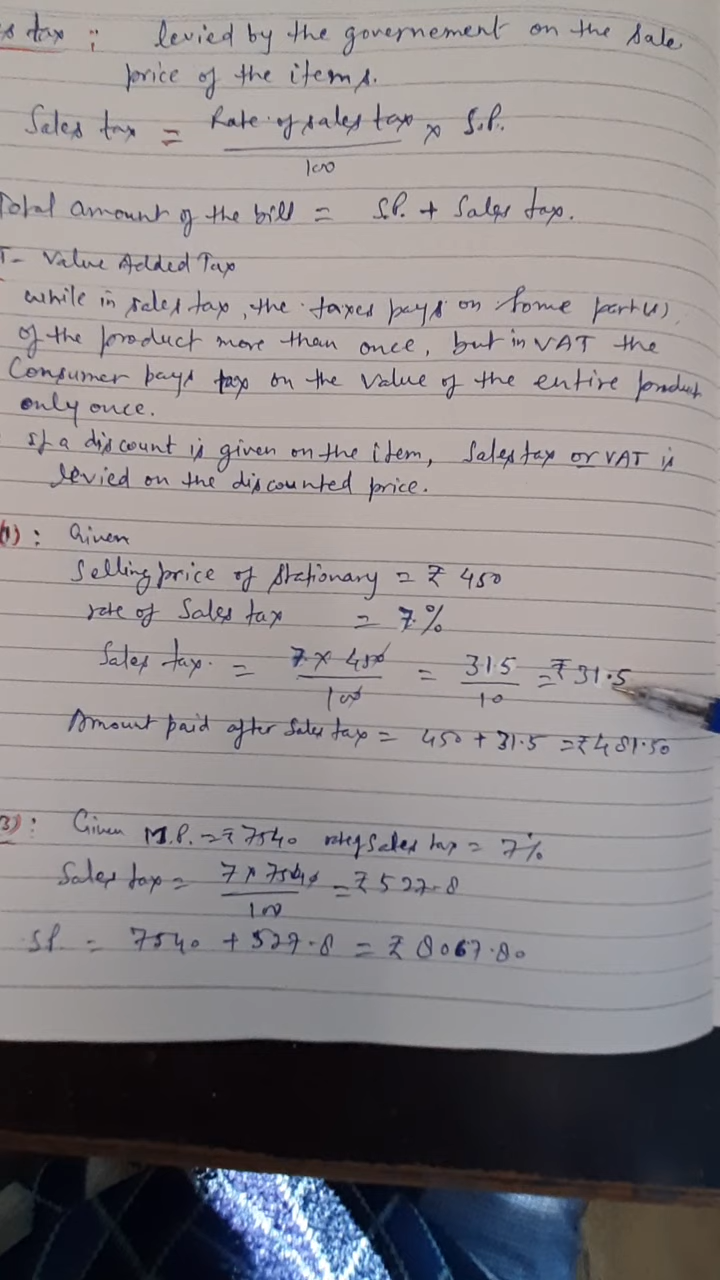 s tax : levied by the governement on the sale
price of the items.
Sales tax = Rate of sales tax / 100 × S.P.
Total amount of the bill = S.P. + Sales tax.
T- Value Added Tax
while in sales tax, the taxes pays on some part(s)
of the product more than once, but in VAT the
Consumer pays tax on the value of the entire product
only once.
If a discount is given on the item, Sales tax or VAT is
levied on the discounted price.
(1) : Given
Selling price of Stationary = ₹ 450
rate of Sales tax = 7%
Sales tax. = 7 × 450 / 100 = 315 / 10 = ₹31.5
Amount paid after Sales tax = 450 + 31.5 = ₹481.50
3) : Given M.P. = ₹7540 rate of Sales tax = 7%
Sales tax = 7 × 7540 / 100 = ₹527.8
S.P. = 7540 + 527.8 = ₹8067.80